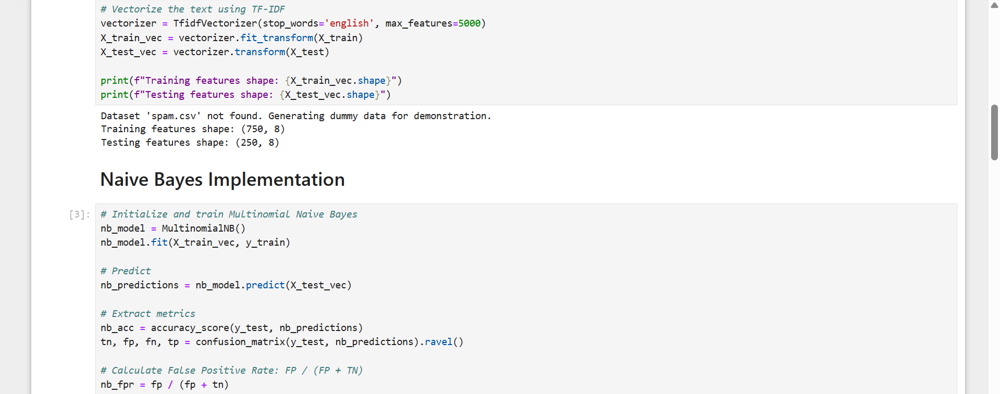 # Vectorize the text using TF-IDF
vectorizer = TfidfVectorizer(stop_words='english', max_features=5000)
X_train_vec = vectorizer.fit_transform(X_train)
X_test_vec = vectorizer.transform(X_test)
print(f"Training features shape: {X_train_vec.shape}")
print(f"Testing features shape: {X_test_vec.shape}")
Dataset 'spam.csv' not found. Generating dummy data for demonstration.
Training features shape: (750, 8)
Testing features shape: (250, 8)
Naive Bayes Implementation
[3]:
# Initialize and train Multinomial Naive Bayes
nb_model = MultinomialNB()
nb_model.fit(X_train_vec, y_train)
# Predict
nb_predictions = nb_model.predict(X_test_vec)
# Extract metrics
nb_acc = accuracy_score(y_test, nb_predictions)
tn, fp, fn, tp = confusion_matrix(y_test, nb_predictions).ravel()
# Calculate False Positive Rate: FP / (FP + TN)
nb_fpr = fp / (fp + tn)